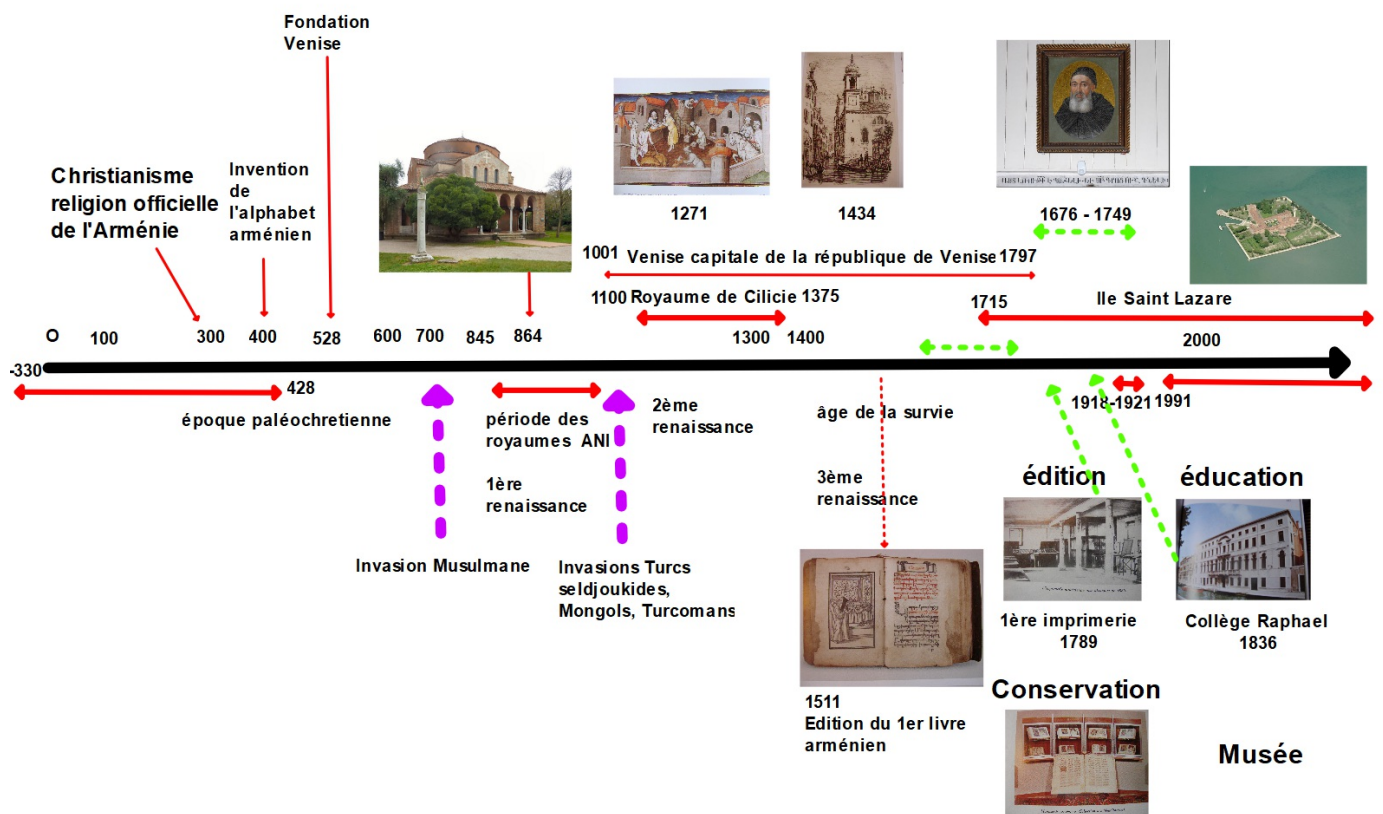 Fondation
Venise
Christianisme
religion officielle
de l'Arménie
Invention
de
l'alphabet
arménien
1271
1434
1676 - 1749
1001 Venise capitale de la république de Venise 1797
1100 Royaume de Cilicie 1375
1715
Ile Saint Lazare
O 100 300 400 528 600 700 845 864 1300 1400 2000
-330
428
époque paléochretienne
période des
royaumes ANI
1ère
renaissance
2ème
renaissance
âge de la survie
3ème
renaissance
1918-1921 1991
Invasion Musulmane
Invasions Turcs
seldjoukides,
Mongols, Turcomans
édition
éducation
1ère imprimerie
1789
Collège Raphael
1836
1511
Edition du 1er livre
arménien
Conservation
Musée